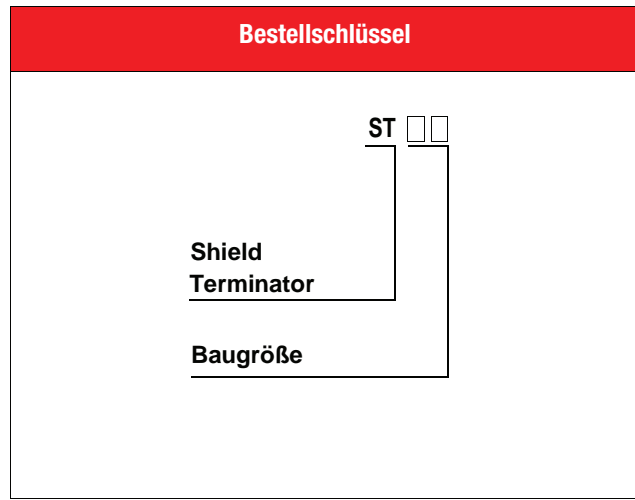 Bestellschlüssel
ST □□
Shield
Terminator
Baugröße